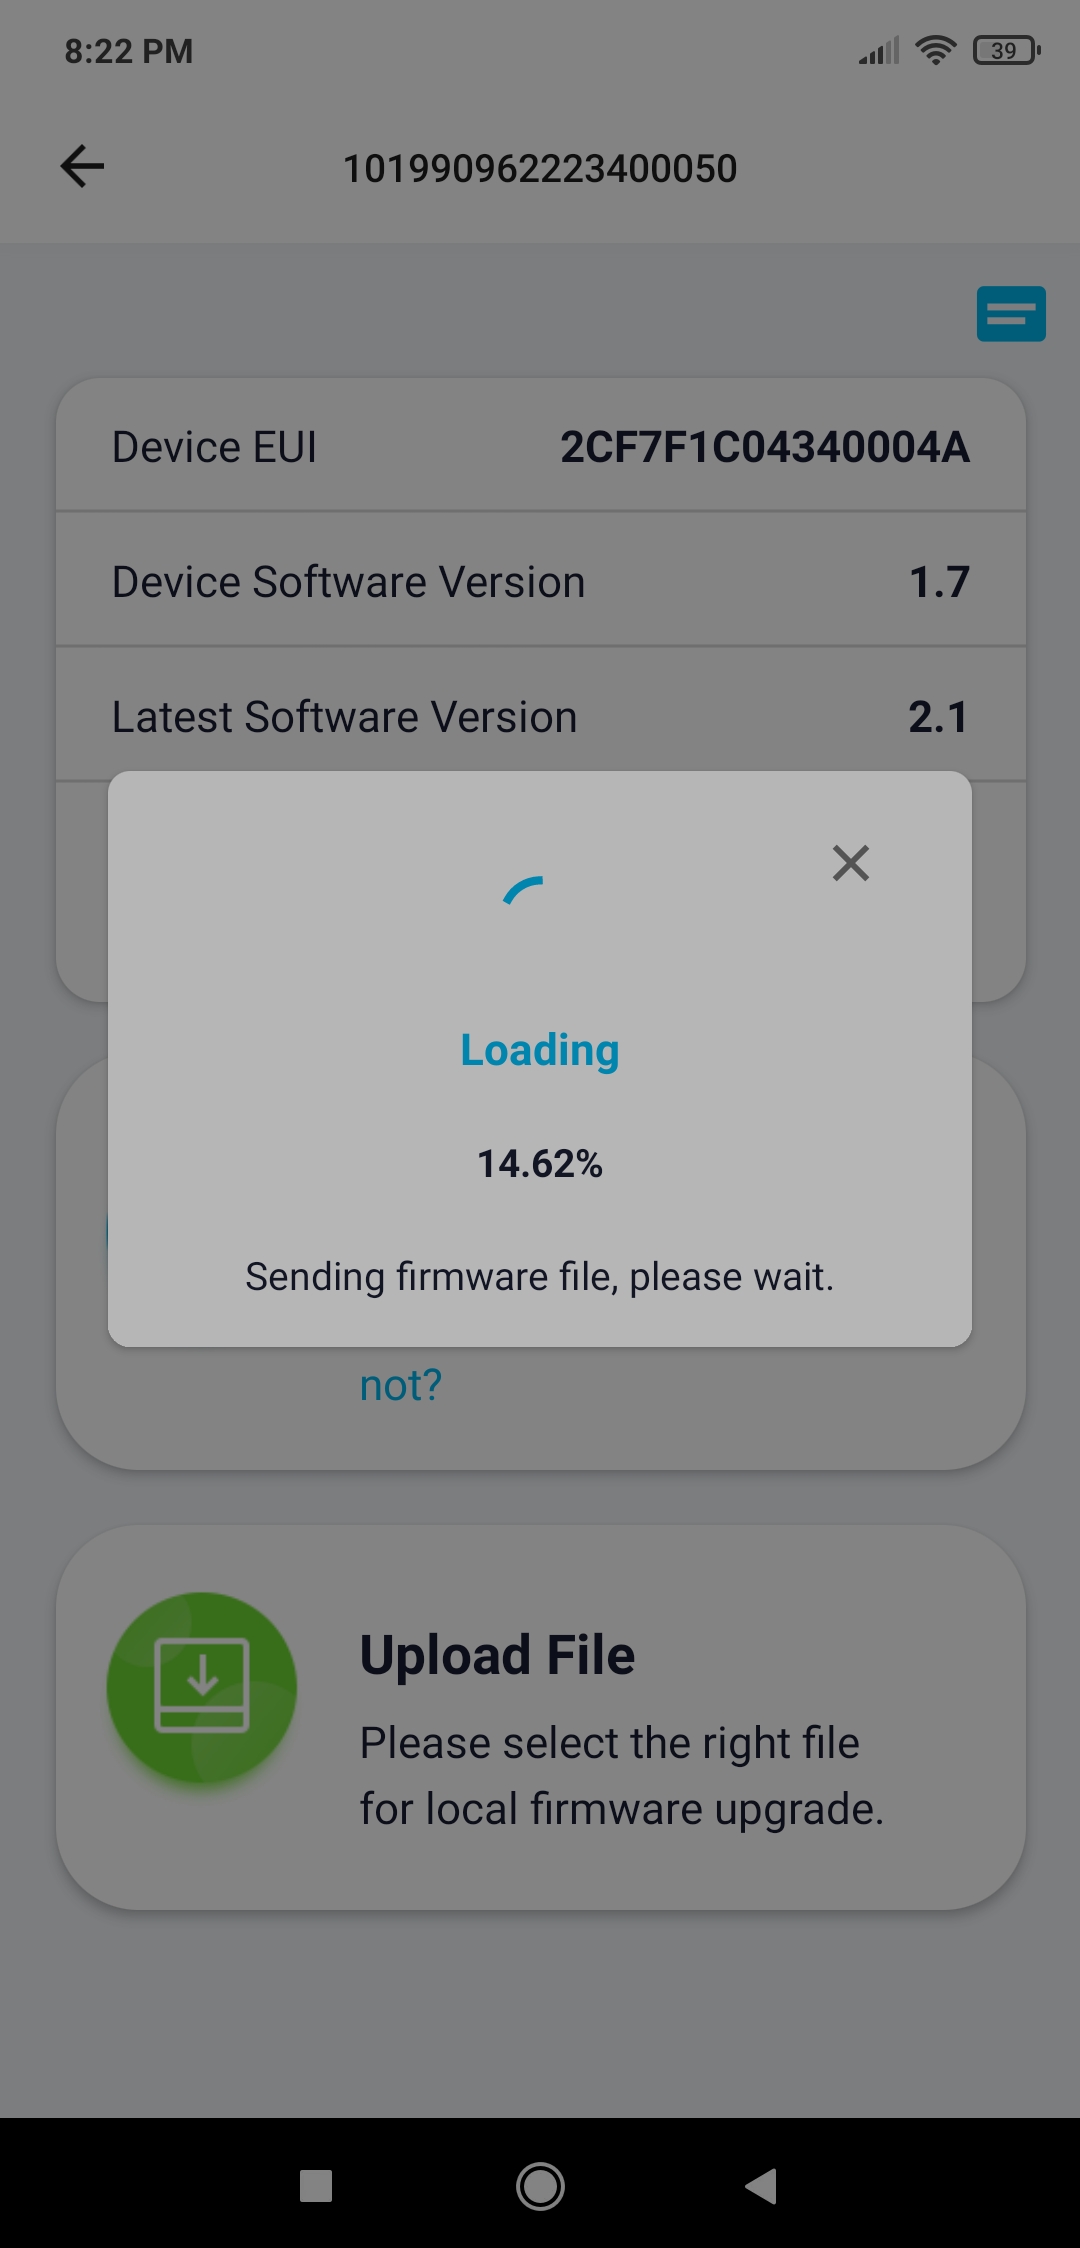 8:22 PM
39
101990962223400050
Device EUI 2CF7F1C04340004A
Device Software Version 1.7
Latest Software Version 2.1
Loading
14.62%
Sending firmware file, please wait.
not?
Upload File
Please select the right file
for local firmware upgrade.